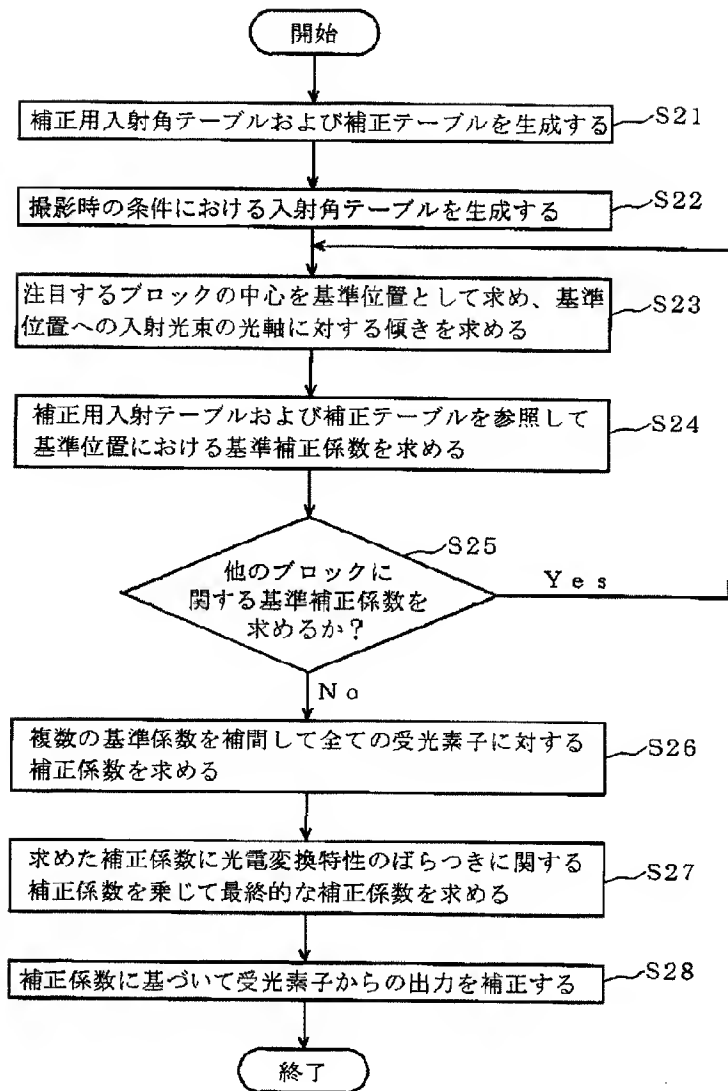 開始
補正用入射角テーブルおよび補正テーブルを生成する
S21
撮影時の条件における入射角テーブルを生成する
S22
注目するブロックの中心を基準位置として求め、基準
位置への入射光束の光軸に対する傾きを求める
S23
補正用入射テーブルおよび補正テーブルを参照して
基準位置における基準補正係数を求める
S24
S25
他のブロックに
関する基準補正係数を
求めるか？
Yes
No
複数の基準係数を補間して全ての受光素子に対する
補正係数を求める
S26
求めた補正係数に光電変換特性のばらつきに関する
補正係数を乗じて最終的な補正係数を求める
S27
補正係数に基づいて受光素子からの出力を補正する
S28
終了